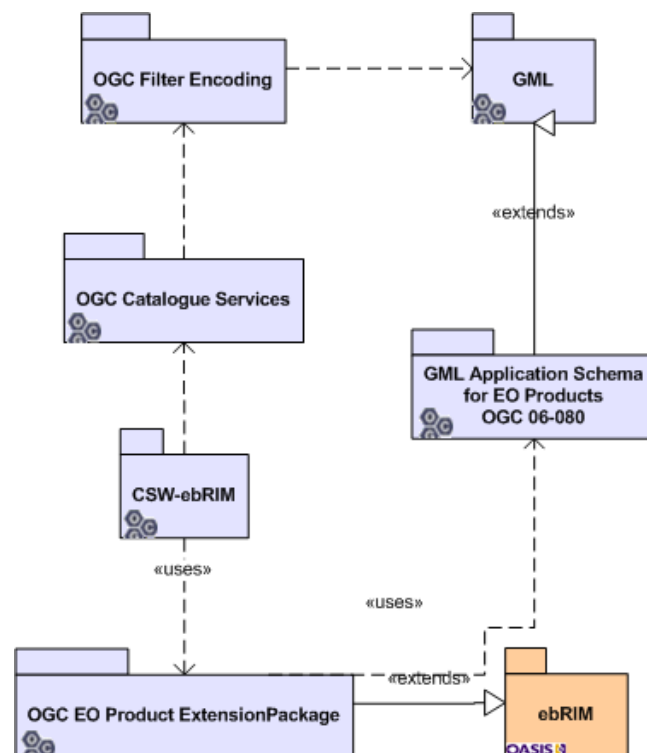 OGC Filter Encoding
GML
«extends»
OGC Catalogue Services
GML Application Schema
for EO Products
OGC 06-080
CSW-ebRIM
«uses»
«uses»
«extends»
OGC EO Product ExtensionPackage
ebRIM
OASIS